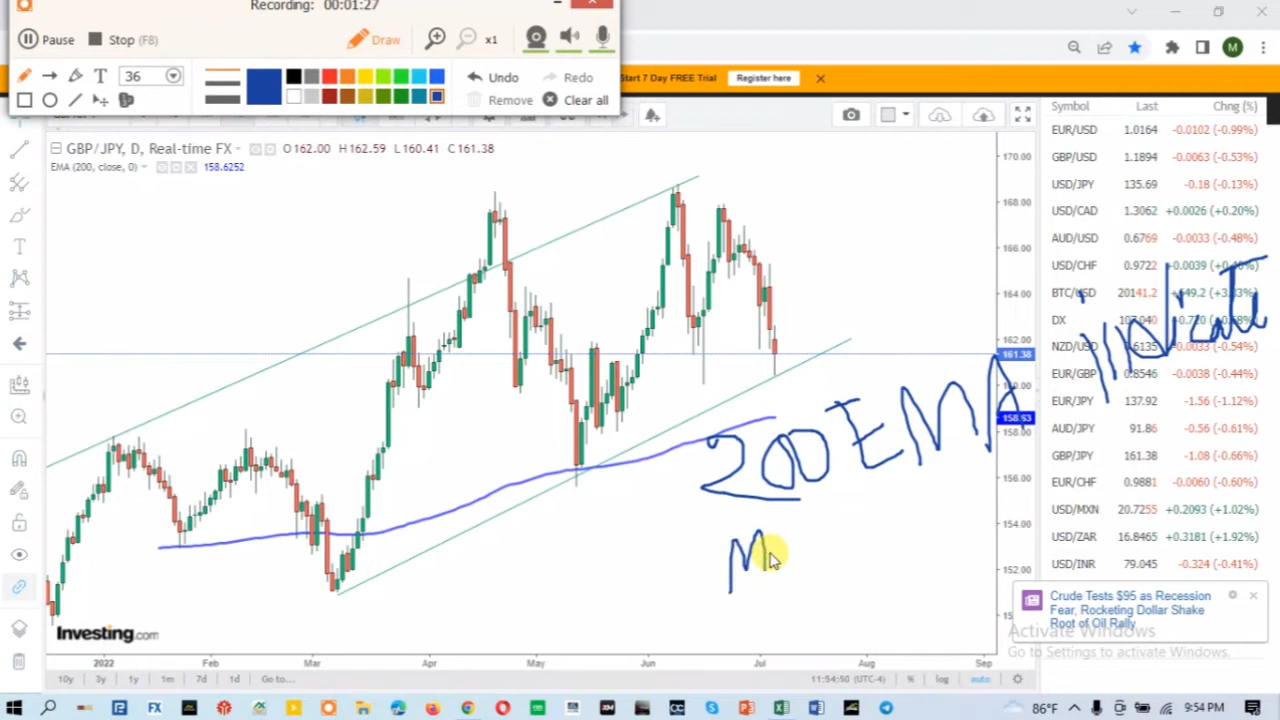 Recording: 00:01:27
Pause Stop (F8) Draw x1
T 36 Undo Redo
Remove Clear all
M
Start 7 Day FREE Trial Register here
GBP/JPY, D, Real-time FX O162.00 H162.59 L160.41 C161.38
EMA (200, close, 0) 158.6252
170.00
168.00
166.00
164.00
162.00
161.38
160.00
158.63
158.00
156.00
154.00
152.00
200 EMA
M
Investing.com
2022 Feb Mar Apr May Jun Jul Aug Sep
10y 3y 1y 1m 7d 1d Go to... 11:54:50 (UTC-4) % log auto
Symbol Last Chng (%)
EUR/USD 1.0164 -0.0102 (-0.99%)
GBP/USD 1.1894 -0.0063 (-0.53%)
USD/JPY 135.69 -0.18 (-0.13%)
USD/CAD 1.3062 +0.0026 (+0.20%)
AUD/USD 0.6769 -0.0033 (-0.48%)
USD/CHF 0.9722 +0.0039
BTC/USD 20141.2
DX
NZD/USD -0.0033 (-0.54%)
EUR/GBP 0.8546 -0.0038 (-0.44%)
EUR/JPY 137.92 -1.56 (-1.12%)
AUD/JPY 91.86 -0.56 (-0.61%)
GBP/JPY 161.38 -1.08 (-0.66%)
EUR/CHF 0.9881 -0.0060 (-0.60%)
USD/MXN 20.7255 +0.2093 (+1.02%)
USD/ZAR 16.8465 +0.3181 (+1.92%)
USD/INR 79.045 -0.324 (-0.41%)
Crude Tests $95 as Recession
Fear, Rocketing Dollar Shake
Root of Oil Rally
Activate Windows
Go to Settings to activate Windows.
86°F 9:54 PM